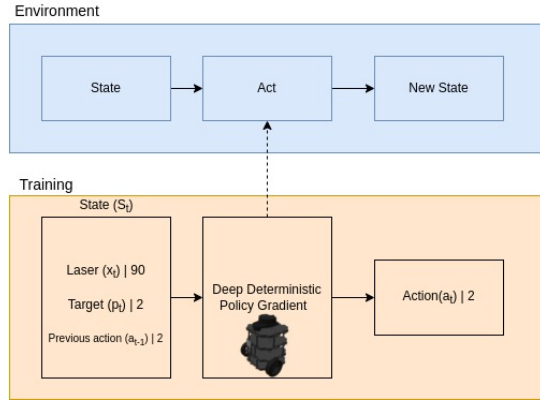 Environment
State
Act
New State
Training
State (Sₜ)
Laser (xₜ) | 90
Target (pₜ) | 2
Previous action (aₜ₋₁) | 2
Deep Deterministic
Policy Gradient
Action(aₜ) | 2